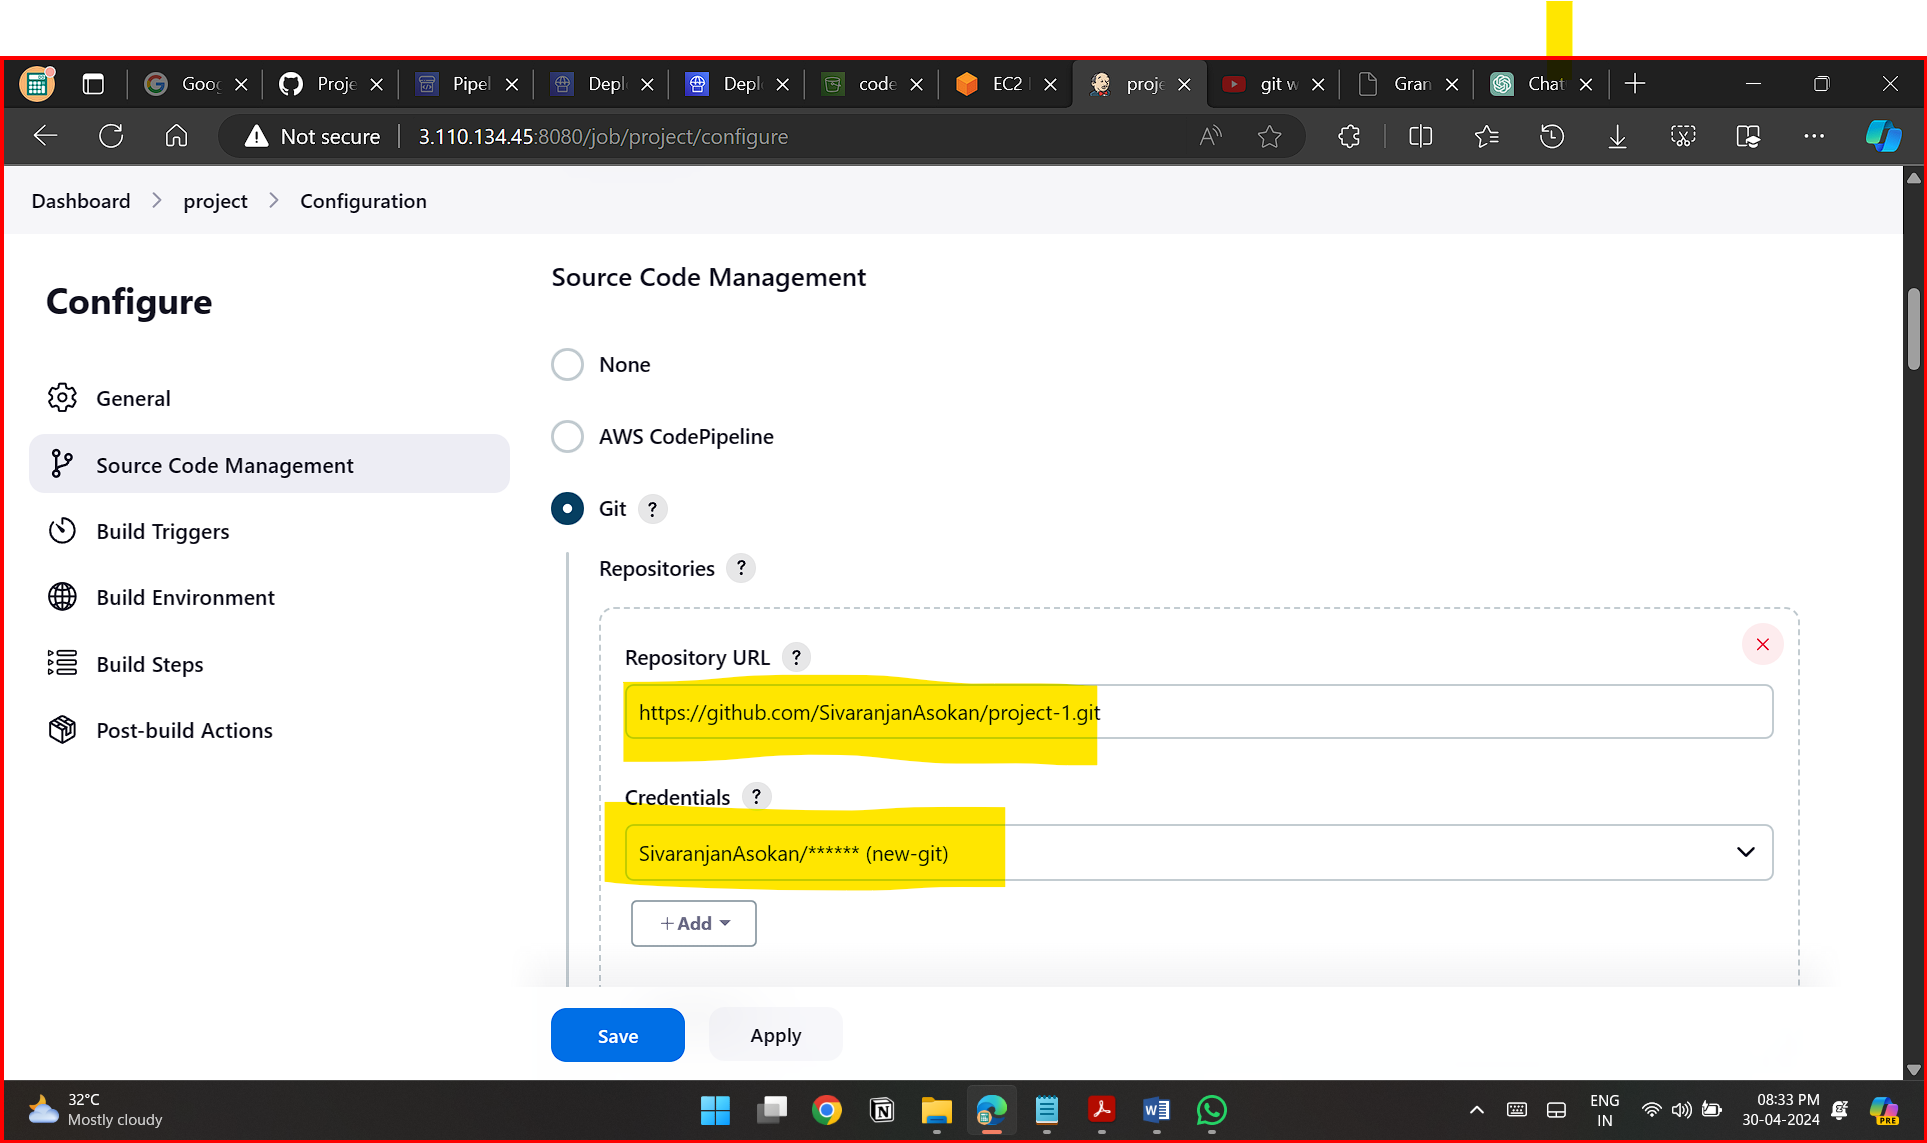 Goo
Proje
Pipel
Depl
Depl
code
EC2
proje
git w
Gran
Chat
Not secure
3.110.134.45:8080/job/project/configure
Dashboard > project > Configuration
Configure
General
Source Code Management
Build Triggers
Build Environment
Build Steps
Post-build Actions
Source Code Management
None
AWS CodePipeline
Git ?
Repositories ?
Repository URL ?
https://github.com/SivaranjanAsokan/project-1.git
Credentials ?
SivaranjanAsokan/****** (new-git)
+ Add
Save
Apply
32°C
Mostly cloudy
ENG
IN
08:33 PM
30-04-2024
PRE